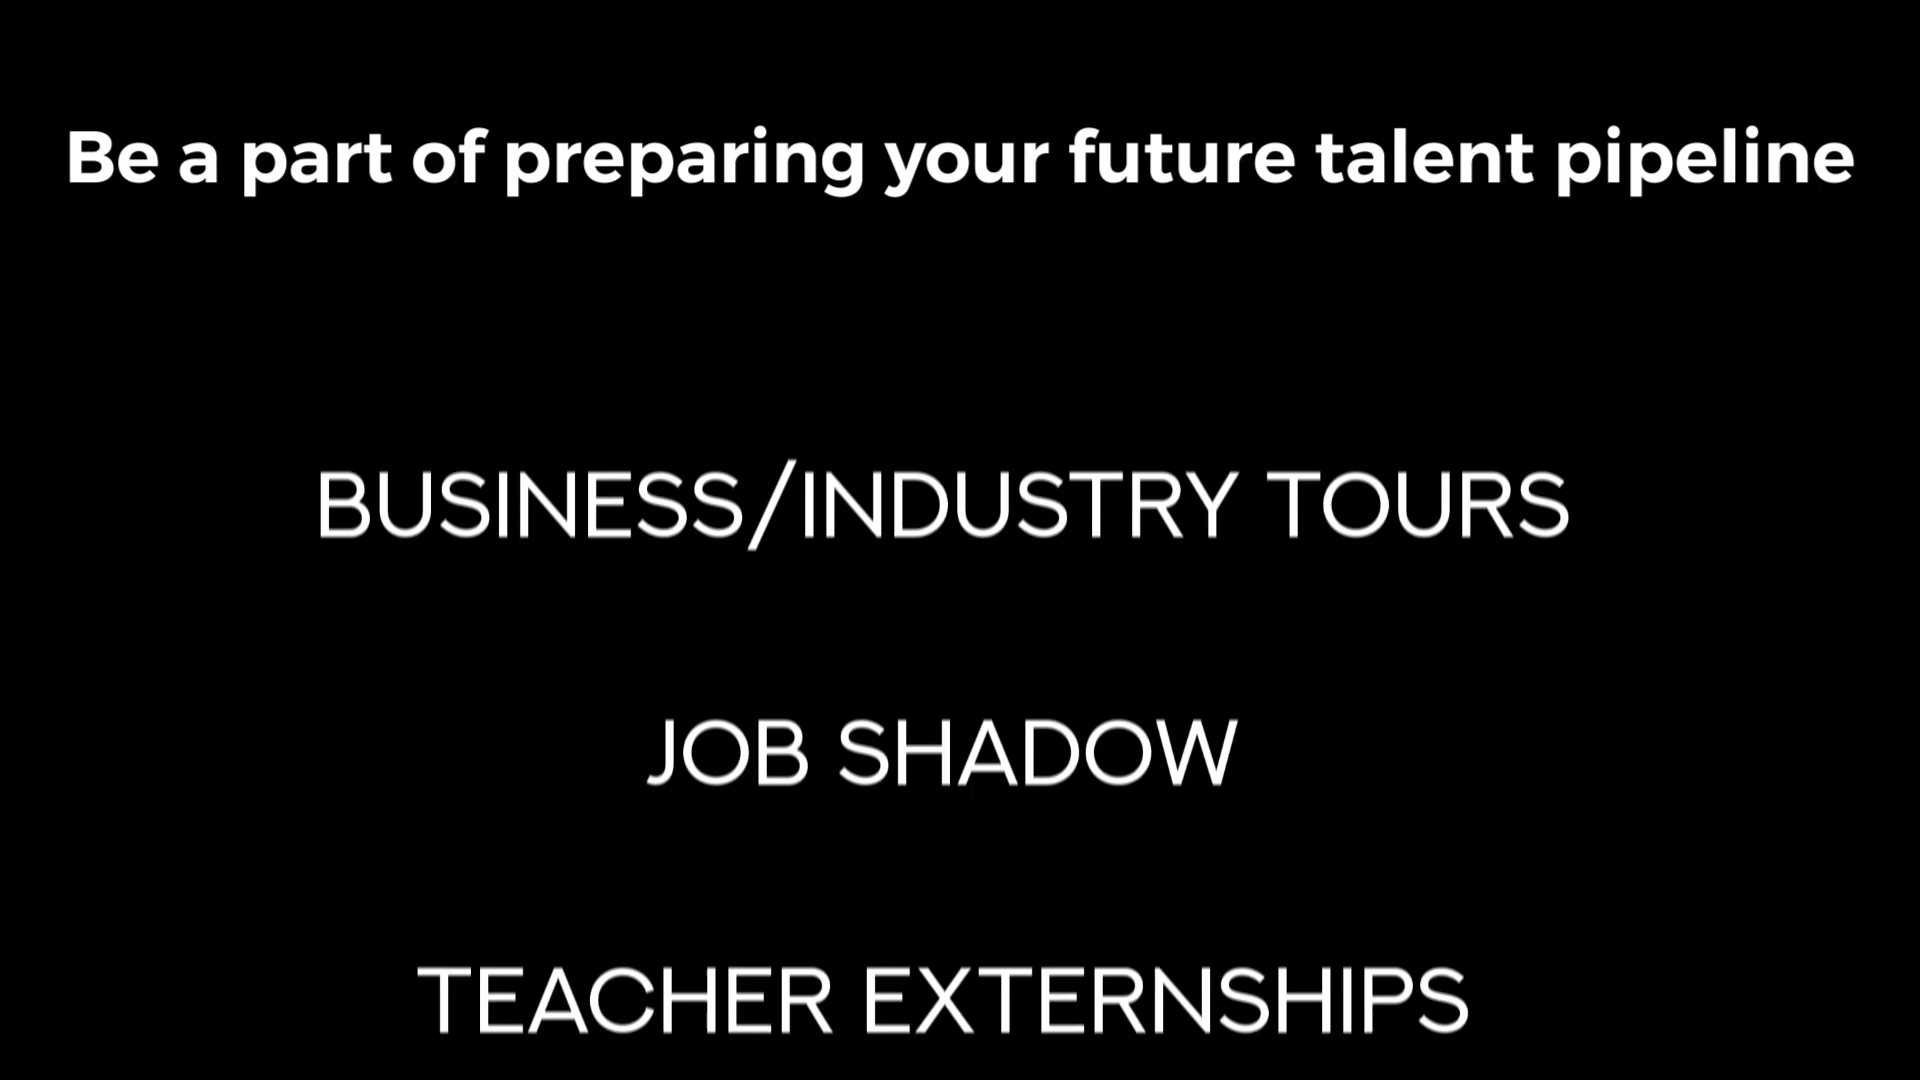 Be a part of preparing your future talent pipeline
BUSINESS/INDUSTRY TOURS
JOB SHADOW
TEACHER EXTERNSHIPS